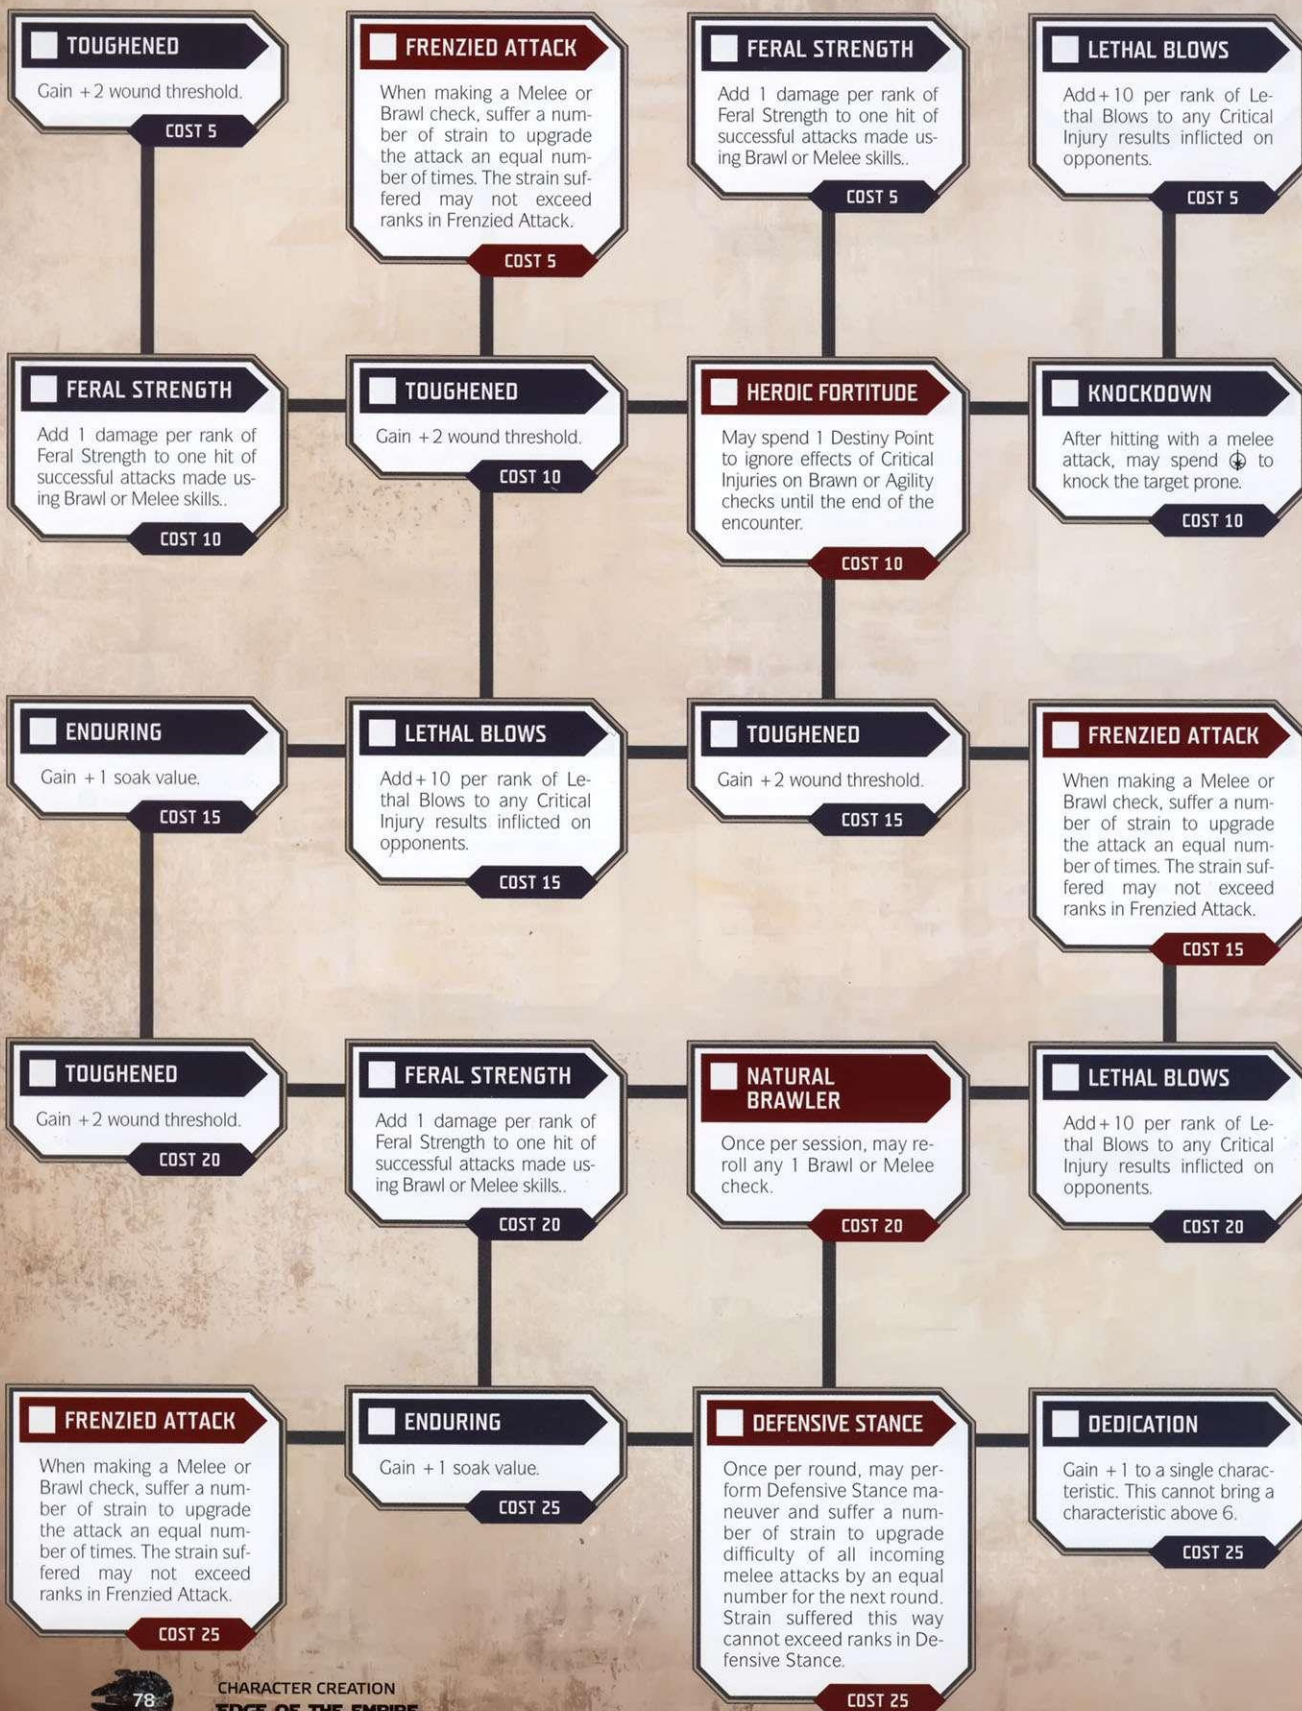 TOUGHENED
Gain +2 wound threshold.
COST 5
FRENZIED ATTACK
When making a Melee or
Brawl check, suffer a num-
ber of strain to upgrade
the attack an equal num-
ber of times. The strain suf-
fered may not exceed
ranks in Frenzied Attack.
COST 5
FERAL STRENGTH
Add 1 damage per rank of
Feral Strength to one hit of
successful attacks made us-
ing Brawl or Melee skills..
COST 5
LETHAL BLOWS
Add+10 per rank of Le-
thal Blows to any Critical
Injury results inflicted on
opponents.
COST 5
FERAL STRENGTH
Add 1 damage per rank of
Feral Strength to one hit of
successful attacks made us-
ing Brawl or Melee skills..
COST 10
TOUGHENED
Gain +2 wound threshold.
COST 10
HEROIC FORTITUDE
May spend 1 Destiny Point
to ignore effects of Critical
Injuries on Brawn or Agility
checks until the end of the
encounter.
COST 10
KNOCKDOWN
After hitting with a melee
attack, may spend to
knock the target prone.
COST 10
ENDURING
Gain +1 soak value.
COST 15
LETHAL BLOWS
Add+10 per rank of Le-
thal Blows to any Critical
Injury results inflicted on
opponents.
COST 15
TOUGHENED
Gain +2 wound threshold.
COST 15
FRENZIED ATTACK
When making a Melee or
Brawl check, suffer a num-
ber of strain to upgrade
the attack an equal num-
ber of times. The strain suf-
fered may not exceed
ranks in Frenzied Attack.
COST 15
TOUGHENED
Gain +2 wound threshold.
COST 20
FERAL STRENGTH
Add 1 damage per rank of
Feral Strength to one hit of
successful attacks made us-
ing Brawl or Melee skills..
COST 20
NATURAL
BRAWLER
Once per session, may re-
roll any 1 Brawl or Melee
check.
COST 20
LETHAL BLOWS
Add+10 per rank of Le-
thal Blows to any Critical
Injury results inflicted on
opponents.
COST 20
FRENZIED ATTACK
When making a Melee or
Brawl check, suffer a num-
ber of strain to upgrade
the attack an equal num-
ber of times. The strain suf-
fered may not exceed
ranks in Frenzied Attack.
COST 25
ENDURING
Gain +1 soak value.
COST 25
DEFENSIVE STANCE
Once per round, may per-
form Defensive Stance ma-
neuver and suffer a num-
ber of strain to upgrade
difficulty of all incoming
melee attacks by an equal
number for the next round.
Strain suffered this way
cannot exceed ranks in De-
fensive Stance.
COST 25
DEDICATION
Gain +1 to a single charac-
teristic. This cannot bring a
characteristic above 6.
COST 25
78
CHARACTER CREATION
EDGE OF THE EMPIRE